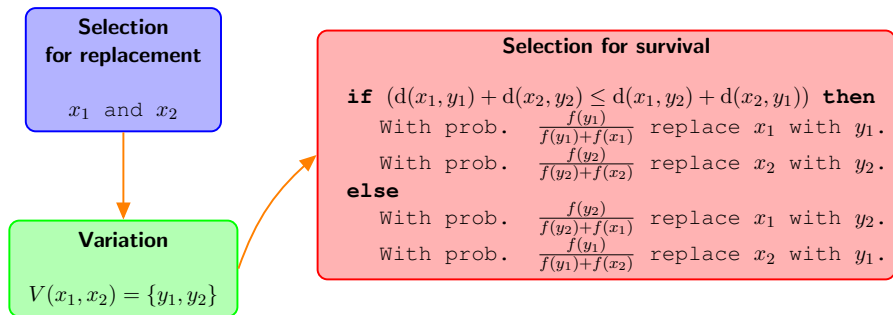 Selection
for replacement
x₁ and x₂
Variation
V(x₁, x₂) = {y₁, y₂}
Selection for survival
if (d(x₁, y₁) + d(x₂, y₂) ≤ d(x₁, y₂) + d(x₂, y₁)) then
With prob. f(y₁)/f(y₁)+f(x₁) replace x₁ with y₁.
With prob. f(y₂)/f(y₂)+f(x₂) replace x₂ with y₂.
else
With prob. f(y₂)/f(y₂)+f(x₁) replace x₁ with y₂.
With prob. f(y₁)/f(y₁)+f(x₂) replace x₂ with y₁.